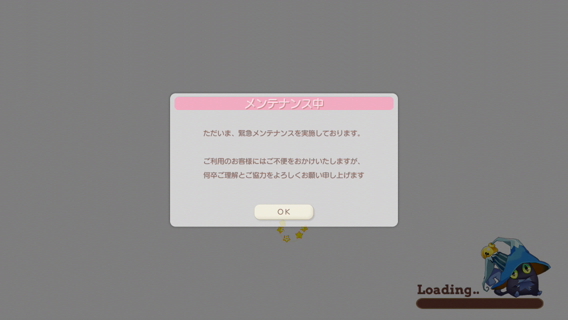 メンテナンス中
ただいま、緊急メンテナンスを実施しております。
ご利用のお客様にはご不便をおかけいたしますが、
何卒ご理解とご協力をよろしくお願い申し上げます
OK
Loading..